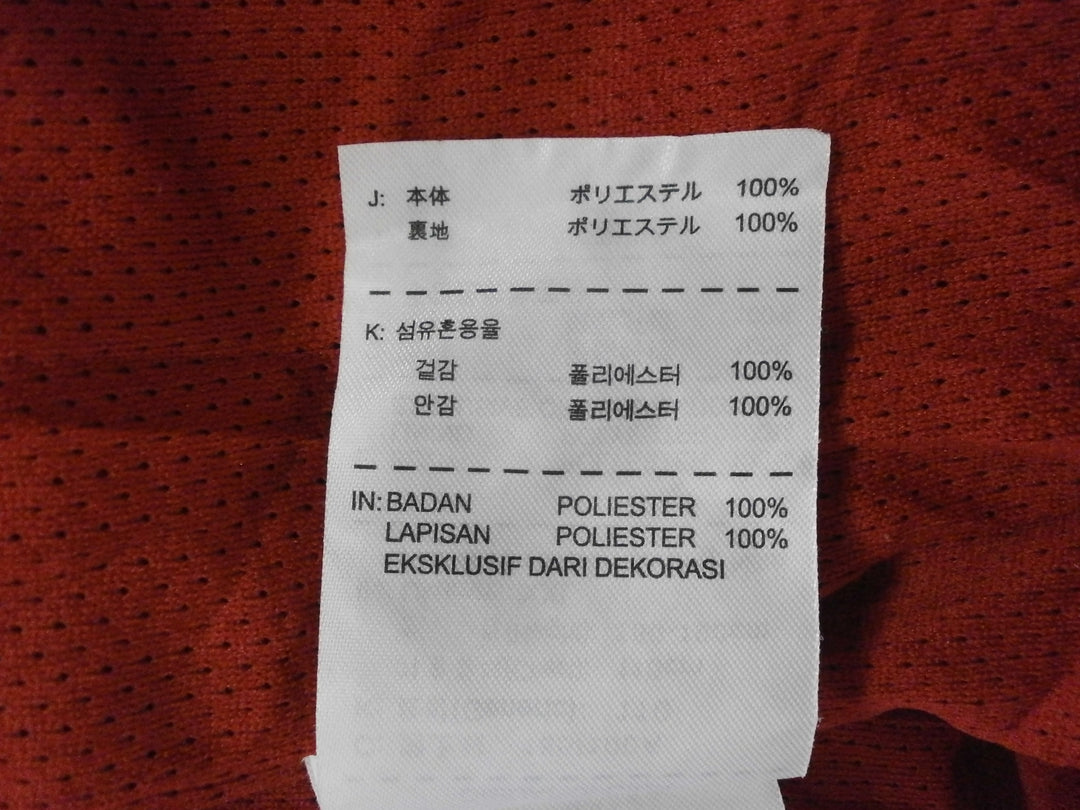 J: 本体 ポリエステル 100%
裏地 ポリエステル 100%
K: 섬유혼용율
겉감 폴리에스터 100%
안감 폴리에스터 100%
IN: BADAN POLIESTER 100%
LAPISAN POLIESTER 100%
EKSKLUSIF DARI DEKORASI